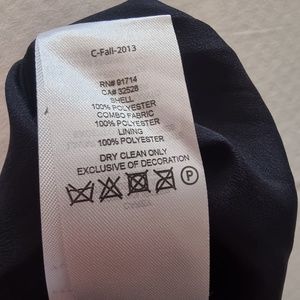 C-Fall-2013
RN# 91714
CA# 32528
SHELL
100% POLYESTER
COMBO FABRIC
100% POLYESTER
LINING
100% POLYESTER
DRY CLEAN ONLY
EXCLUSIVE OF DECORATION
P